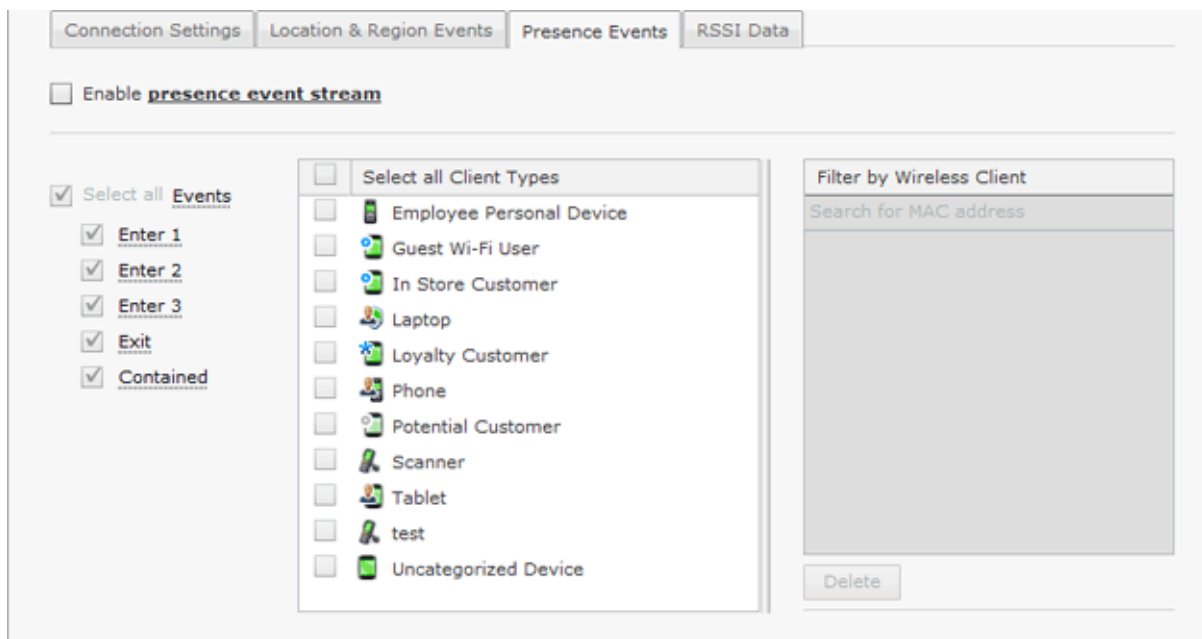 Connection Settings
Location & Region Events
Presence Events
RSSI Data
Enable presence event stream
Select all Events
Enter 1
Enter 2
Enter 3
Exit
Contained
Select all Client Types
Employee Personal Device
Guest Wi-Fi User
In Store Customer
Laptop
Loyalty Customer
Phone
Potential Customer
Scanner
Tablet
test
Uncategorized Device
Filter by Wireless Client
Search for MAC address
Delete